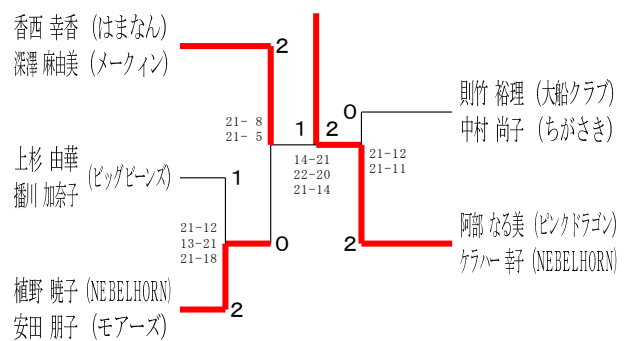 香西 幸香 (はまなん)
深澤 麻由美 (メークィン)
2
21- 8
21- 5
上杉 由華 (ビッグビーンズ)
播川 加奈子
1
21-12
13-21
21-18
0
植野 暁子 (NEBELHORN)
安田 朋子 (モアーズ)
2
1
2
14-21
22-20
21-14
0
則竹 裕理 (大船クラブ)
中村 尚子 (ちがさき)
21-12
21-11
2
阿部 なる美 (ピンクドラゴン)
ケラハー 幸子 (NEBELHORN)